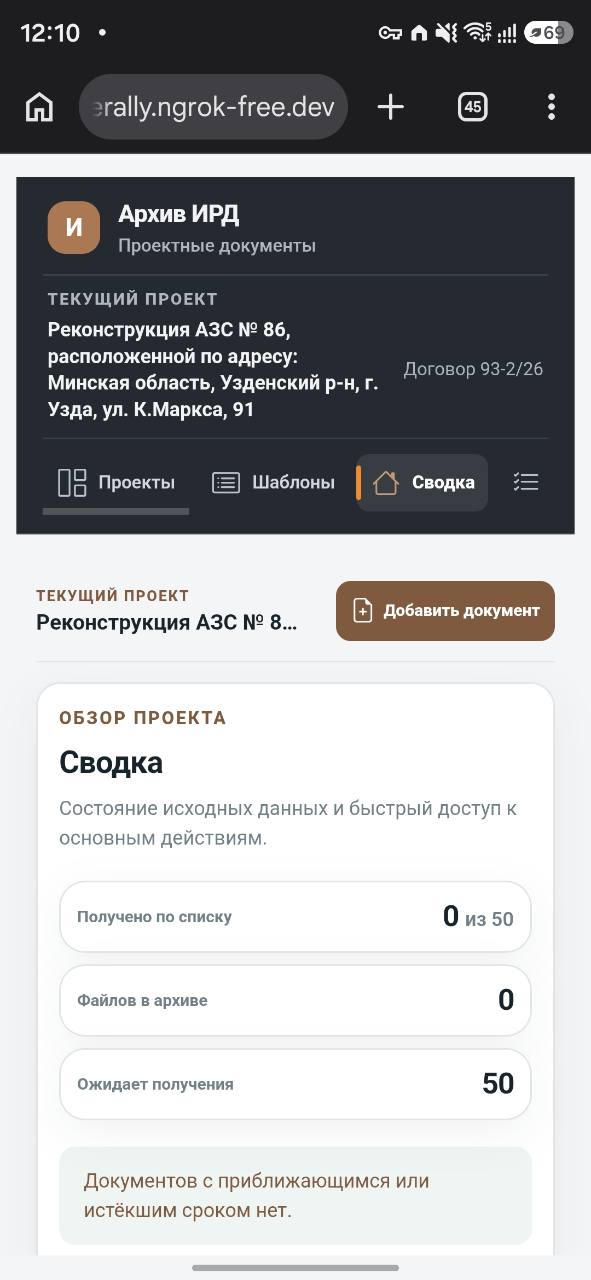 12:10
69
erally.ngrok-free.dev
45
И
Архив ИРД
Проектные документы
ТЕКУЩИЙ ПРОЕКТ
Реконструкция АЗС № 86,
расположенной по адресу:
Минская область, Узденский р-н, г.
Узда, ул. К.Маркса, 91
Договор 93-2/26
Проекты
Шаблоны
Сводка
ТЕКУЩИЙ ПРОЕКТ
Реконструкция АЗС № 8...
Добавить документ
ОБЗОР ПРОЕКТА
Сводка
Состояние исходных данных и быстрый доступ к
основным действиям.
Получено по списку
0 из 50
Файлов в архиве
0
Ожидает получения
50
Документов с приближающимся или
истёкшим сроком нет.